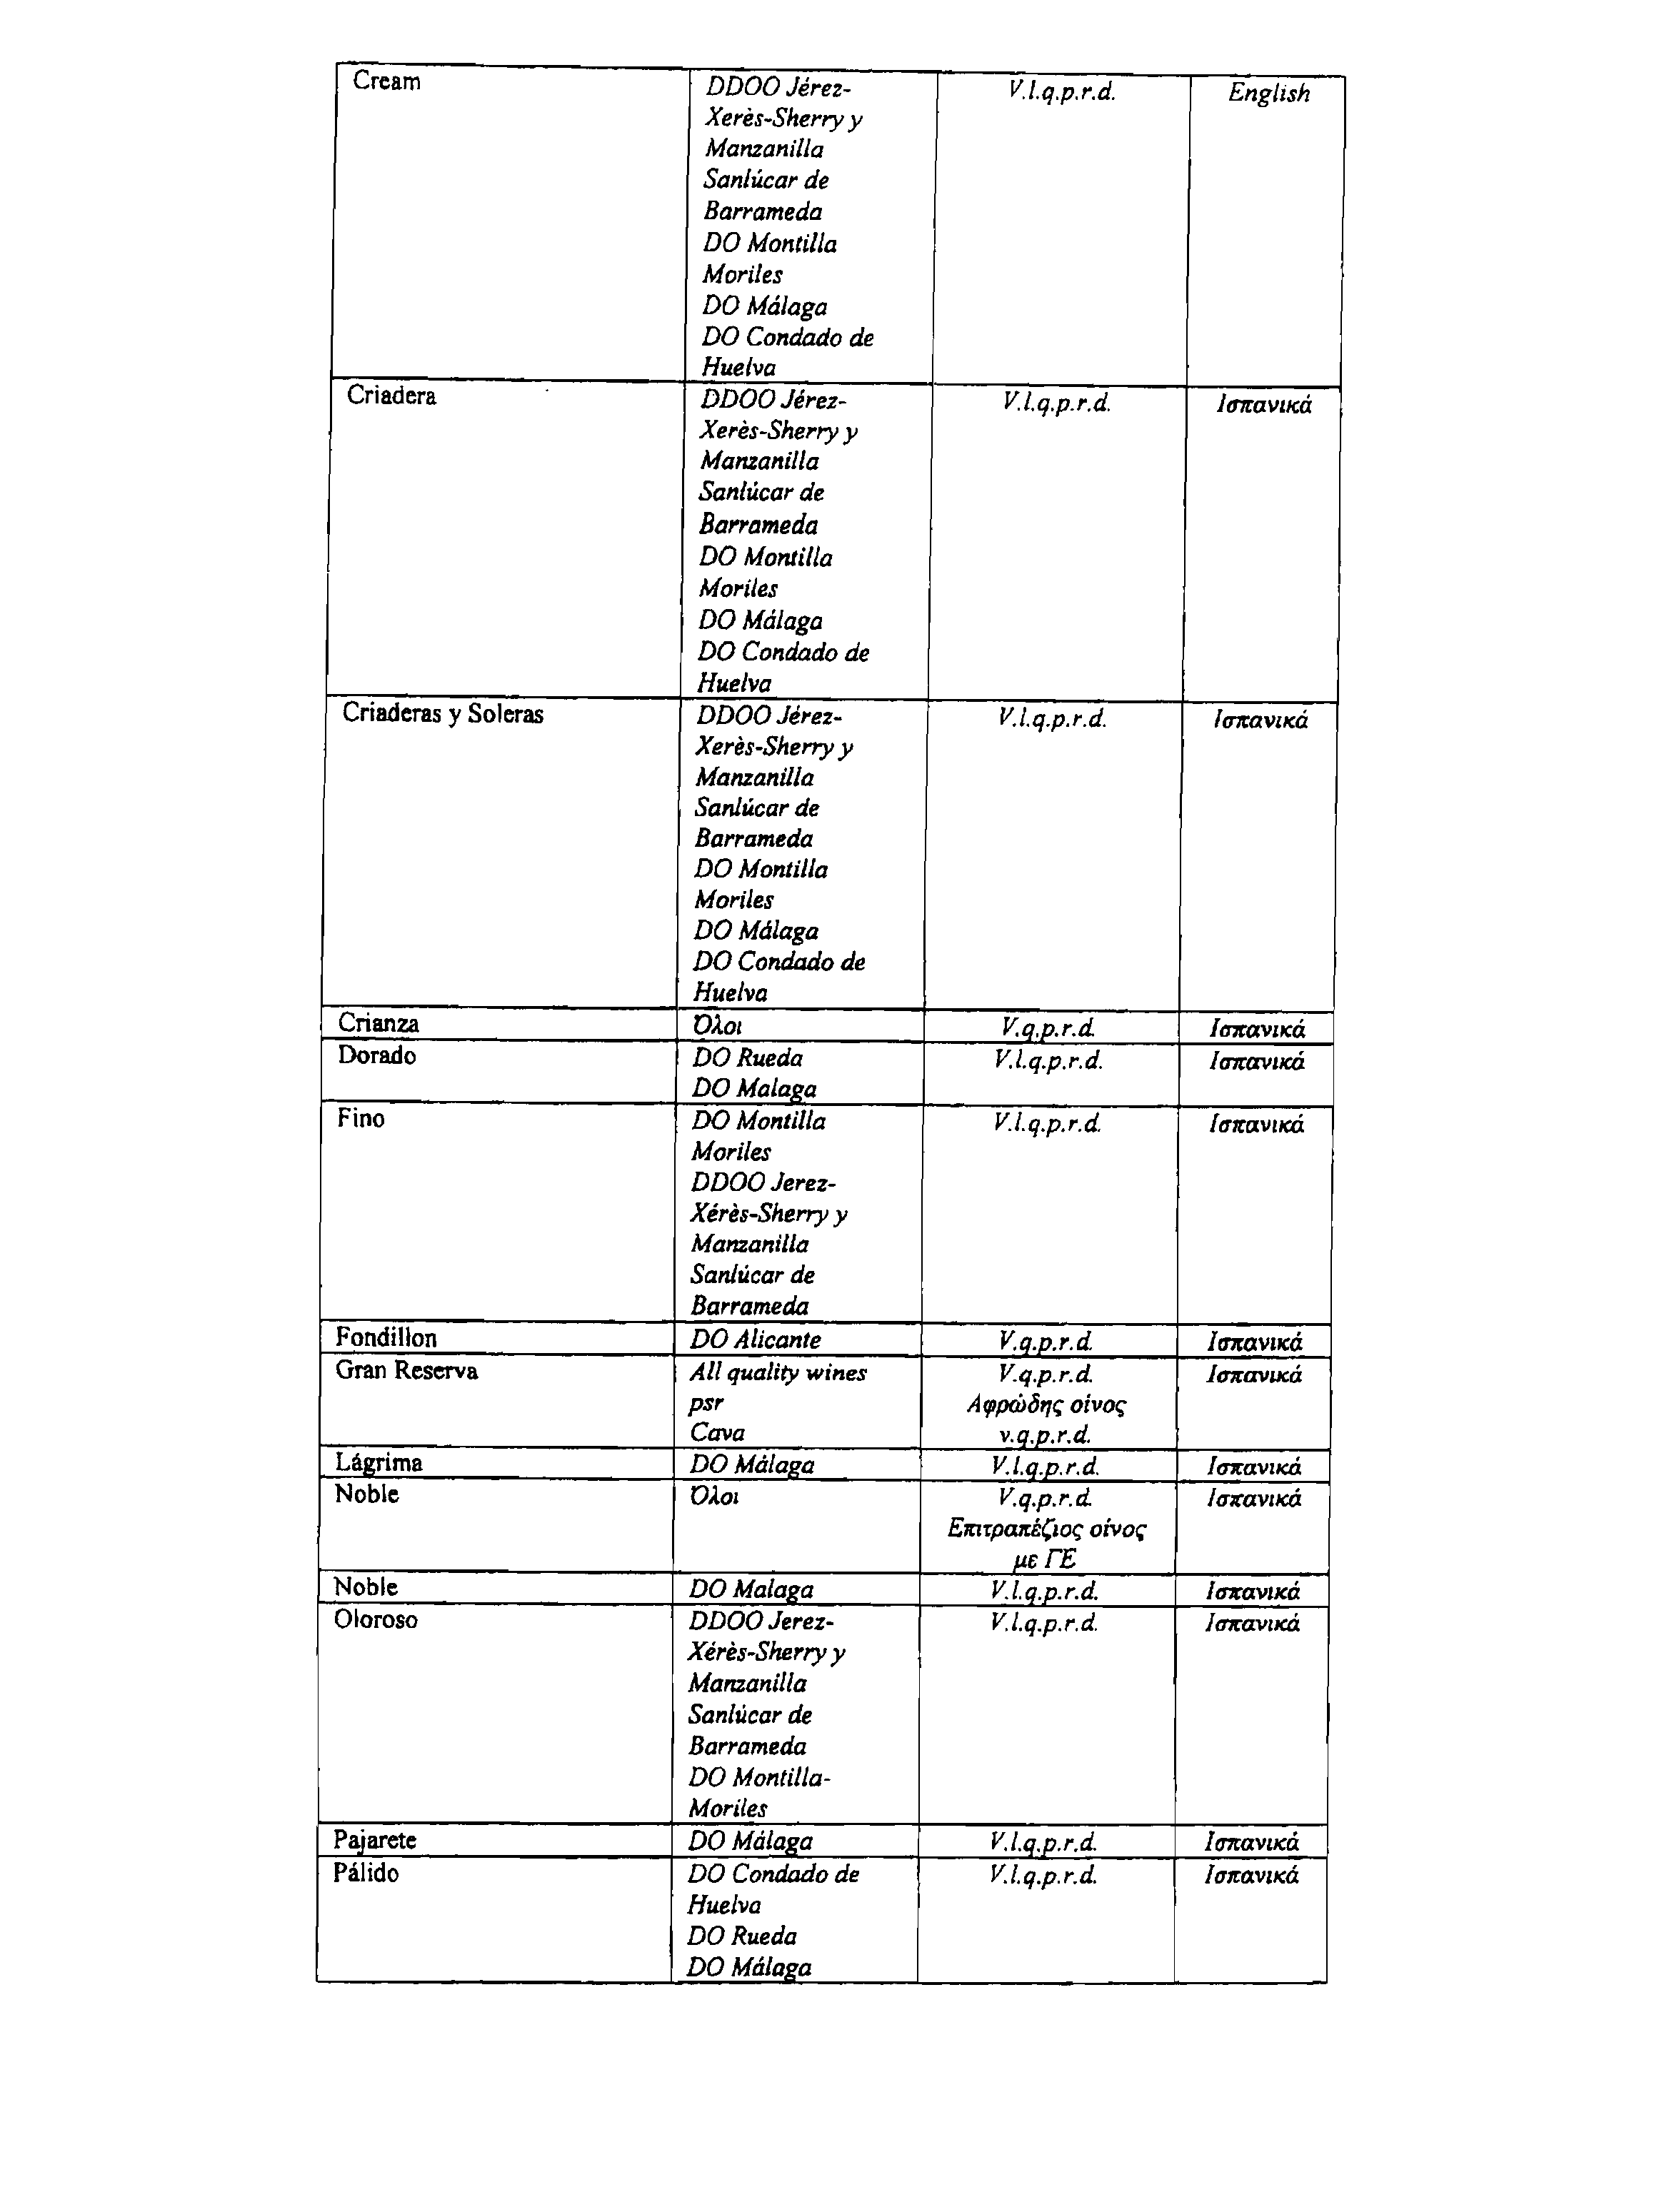 Cream DDOO Jérez- V.l.q.p.r.d. English
Xerès-Sherry y
Manzanilla
Sanlúcar de
Barrameda
DO Montilla
Moriles
DO Málaga
DO Condado de
Huelva
Criadera DDOO Jérez- V.l.q.p.r.d. Ισπανικά
Xerès-Sherry y
Manzanilla
Sanlúcar de
Barrameda
DO Montilla
Moriles
DO Málaga
DO Condado de
Huelva
Criaderas y Soleras DDOO Jérez- V.l.q.p.r.d. Ισπανικά
Xerès-Sherry y
Manzanilla
Sanlúcar de
Barrameda
DO Montilla
Moriles
DO Málaga
DO Condado de
Huelva
Crianza Όλοι V.q.p.r.d. Ισπανικά
Dorado DO Rueda V.l.q.p.r.d. Ισπανικά
DO Malaga
Fino DO Montilla V.l.q.p.r.d. Ισπανικά
Moriles
DDOO Jerez-
Xérès-Sherry y
Manzanilla
Sanlúcar de
Barrameda
Fondillon DO Alicante V.q.p.r.d. Ισπανικά
Gran Reserva All quality wines V.q.p.r.d. Ισπανικά
psr Αφρώδης οίνος
Cava v.q.p.r.d.
Lágrima DO Málaga V.l.q.p.r.d. Ισπανικά
Noble Όλοι V.q.p.r.d. Ισπανικά
Επιτραπέζιος οίνος
με ΓΕ
Noble DO Malaga V.l.q.p.r.d. Ισπανικά
Oloroso DDOO Jerez- V.l.q.p.r.d. Ισπανικά
Xérès-Sherry y
Manzanilla
Sanlúcar de
Barrameda
DO Montilla-
Moriles
Pajarete DO Málaga V.l.q.p.r.d. Ισπανικά
Pálido DO Condado de V.l.q.p.r.d. Ισπανικά
Huelva
DO Rueda
DO Málaga